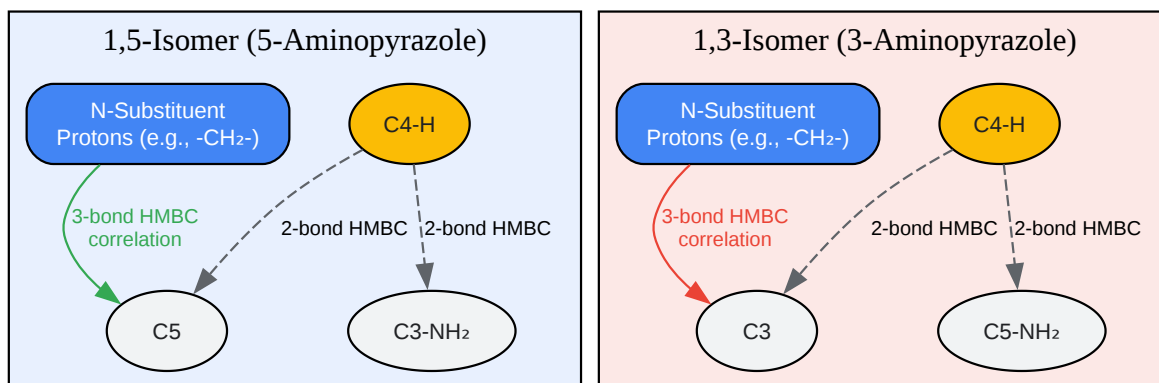 1,5-Isomer (5-Aminopyrazole)
N-Substituent
Protons (e.g., -CH₂-)
C4-H
3-bond HMBC
correlation
2-bond HMBC
2-bond HMBC
C5
C3-NH₂
1,3-Isomer (3-Aminopyrazole)
N-Substituent
Protons (e.g., -CH₂-)
C4-H
3-bond HMBC
correlation
2-bond HMBC
2-bond HMBC
C3
C5-NH₂